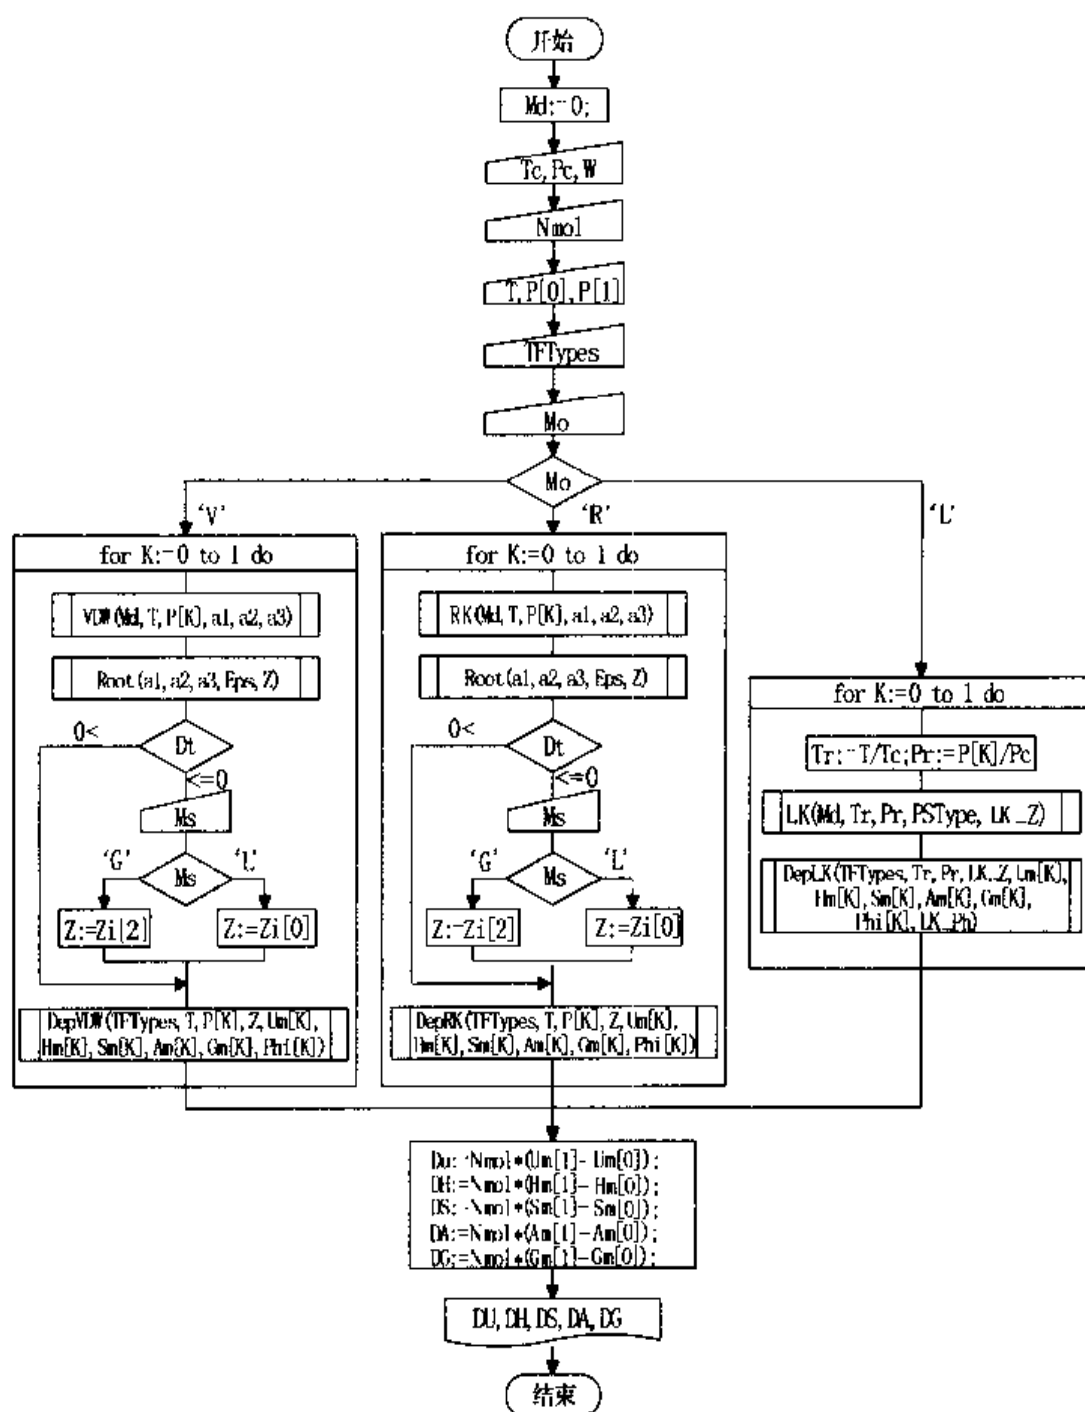 开始
Md:=0;
Tc, Pc, W
Nmol
T, P[0], P[1]
TFTypes
Mo
Mo
‘V’
‘R’
‘L’
for K:=0 to 1 do
VDW(Md, T, P[K], a1, a2, a3)
Root(a1, a2, a3, Eps, Z)
0<
Dt
<=0
Ms
‘G’
Ms
‘L’
Z:=Zi[2]
Z:=Zi[0]
DepVDW(TFTypes, T, P[K], Z, Um[K],
Hm[K], Sm[K], Am[K], Gm[K], Phi[K])
for K:=0 to 1 do
RK(Md, T, P[K], a1, a2, a3)
Root(a1, a2, a3, Eps, Z)
0<
Dt
<=0
Ms
‘G’
Ms
‘L’
Z:=Zi[2]
Z:=Zi[0]
DepRK(TFTypes, T, P[K], Z, Um[K],
Hm[K], Sm[K], Am[K], Gm[K], Phi[K])
for K:=0 to 1 do
Tr:=T/Tc;Pr:=P[K]/Pc
LK(Md, Tr, Pr, PSType, LK_Z)
DepLK(TFTypes, Tr, Pr, LK_Z, Um[K],
Hm[K], Sm[K], Am[K], Gm[K],
Phi[K], LK_Ph)
Du:=Nmol*(Um[1]-Um[0]);
DH:=Nmol*(Hm[1]-Hm[0]);
DS:=Nmol*(Sm[1]-Sm[0]);
DA:=Nmol*(Am[1]-Am[0]);
DG:=Nmol*(Gm[1]-Gm[0]);
DU, DH, DS, DA, DG
结束